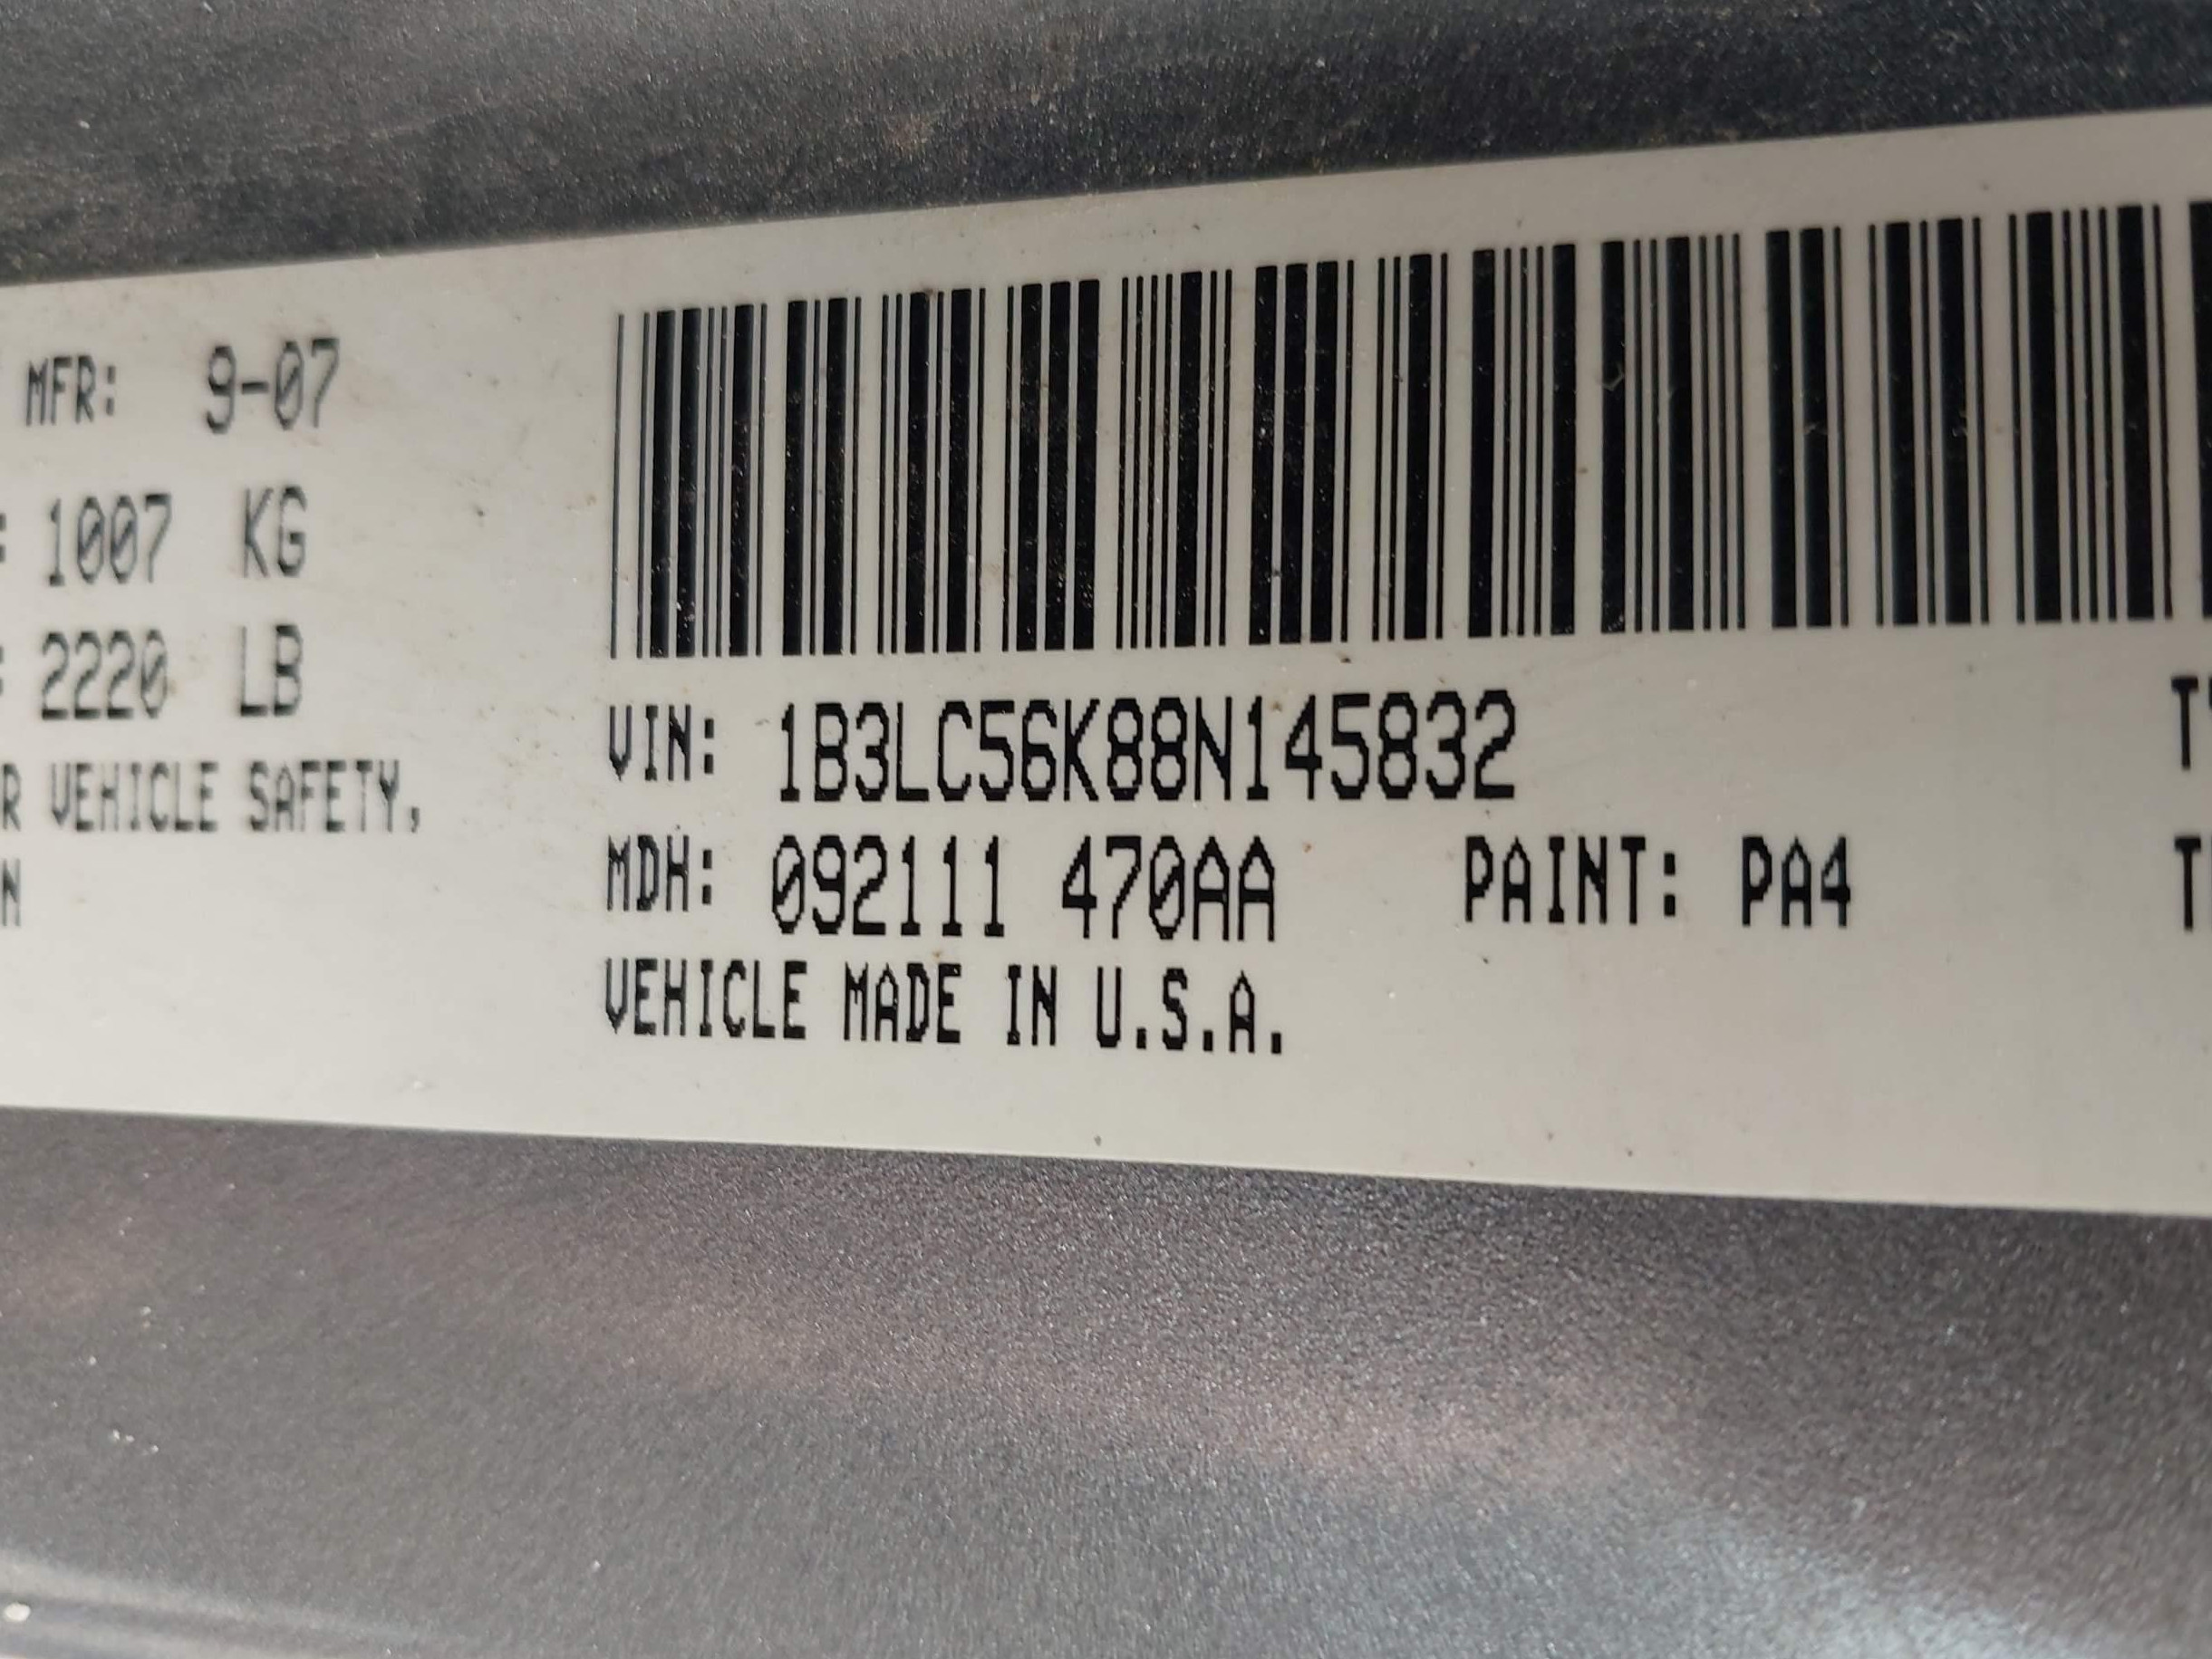 MFR: 9-07
1007 KG
2220 LB
VEHICLE SAFETY,
VIN: 1B3LC56K88N145832
MDH: 092111 470AA PAINT: PA4
VEHICLE MADE IN U.S.A.